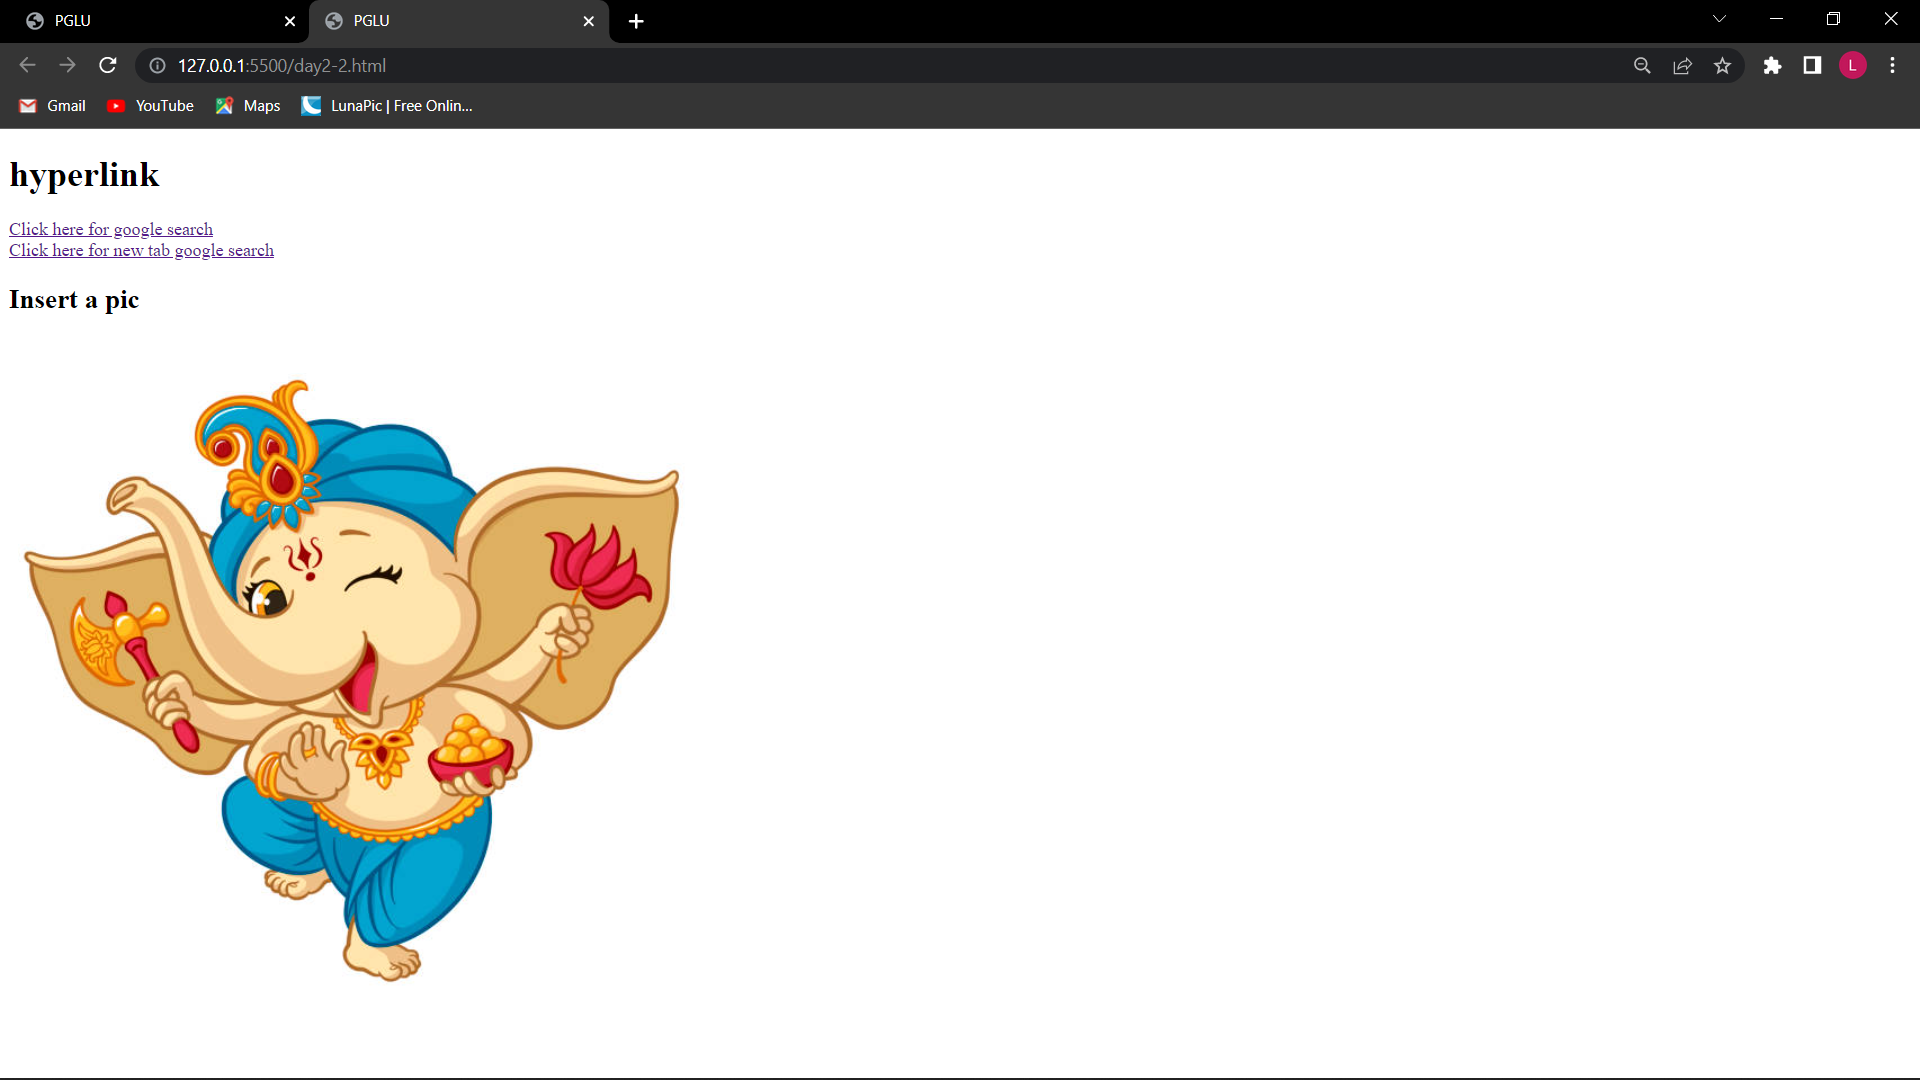 PGLU
PGLU
127.0.0.1:5500/day2-2.html
L
Gmail
YouTube
Maps
LunaPic | Free Onlin...
hyperlink
Click here for google search
Click here for new tab google search
Insert a pic